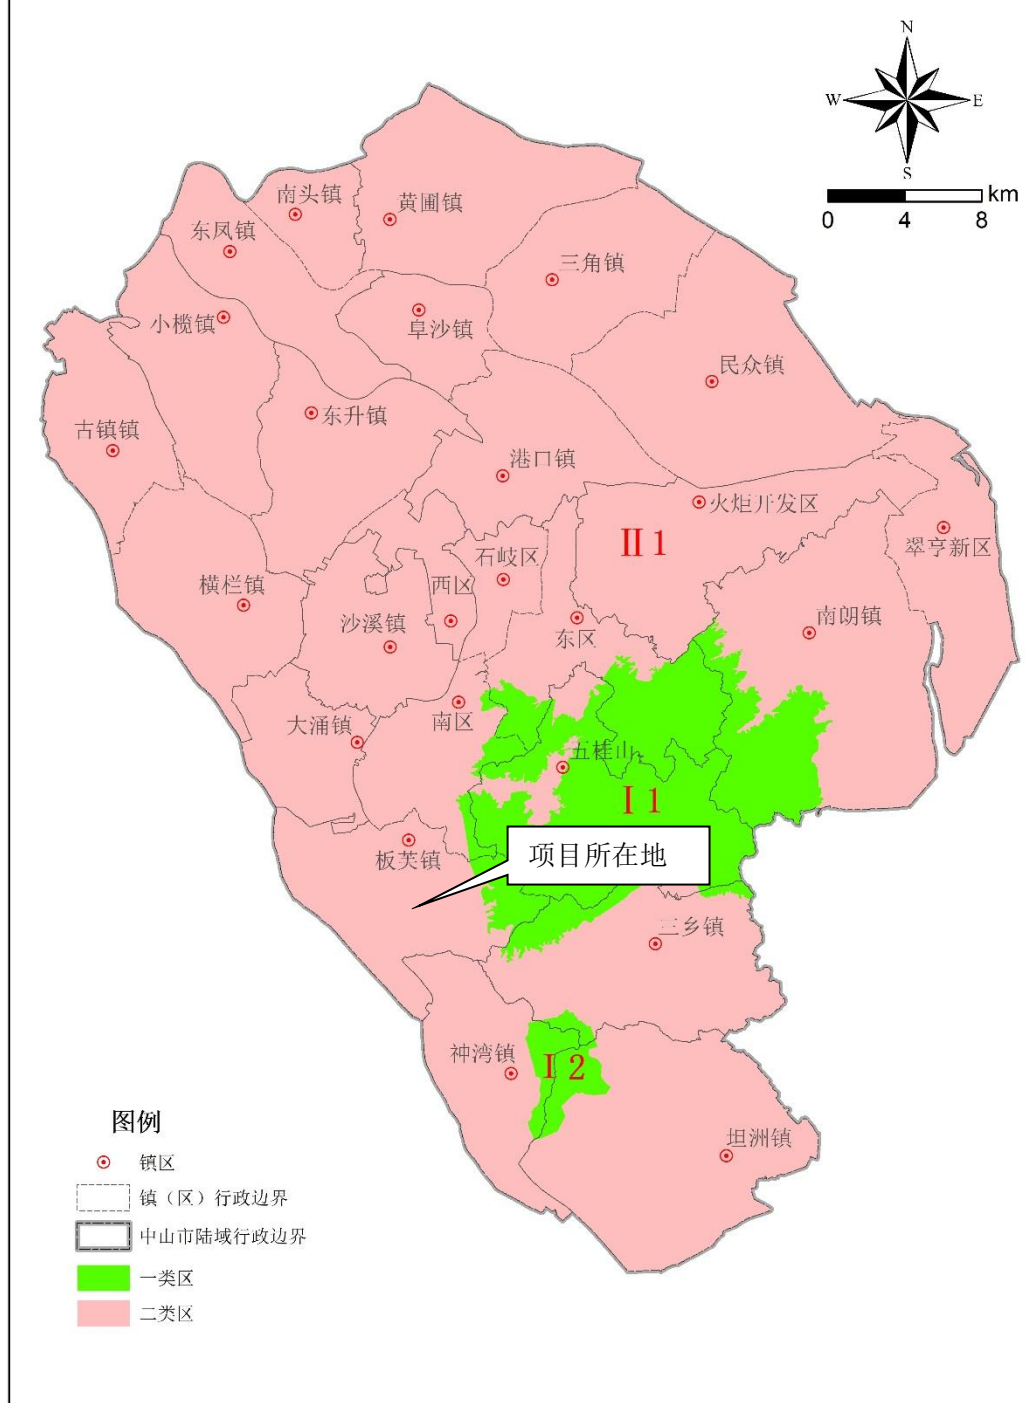 N
W
E
S
km
0
4
8
南头镇
黄圃镇
东凤镇
三角镇
小榄镇
阜沙镇
民众镇
东升镇
古镇镇
港口镇
火炬开发区
Ⅱ1
翠亨新区
石岐区
西区
横栏镇
沙溪镇
东区
南朗镇
南区
大涌镇
五桂山
Ⅰ1
板芙镇
项目所在地
三乡镇
神湾镇
Ⅰ2
坦洲镇
图例
镇区
镇（区）行政边界
中山市陆域行政边界
一类区
二类区